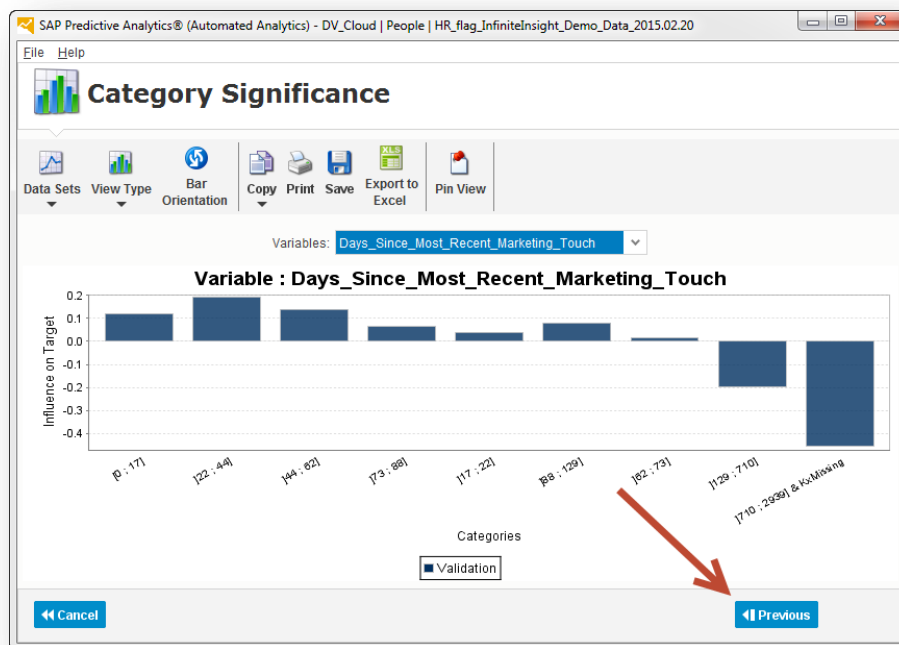 SAP Predictive Analytics® (Automated Analytics) - DV_Cloud | People | HR_flag_InfiniteInsight_Demo_Data_2015.02.20
File Help
Category Significance
Data Sets View Type Bar Orientation Copy Print Save Export to Excel Pin View
XLS
Variables: Days_Since_Most_Recent_Marketing_Touch
Variable : Days_Since_Most_Recent_Marketing_Touch
Influence on Target
0.2
0.1
0.0
-0.1
-0.2
-0.3
-0.4
[0 ; 17] ]22 ; 44] ]44 ; 62] ]73 ; 88] ]17 ; 22] ]88 ; 129] ]62 ; 73] ]129 ; 710] ]710 ; 2939] & KxMissing
Categories
Validation
Cancel Previous